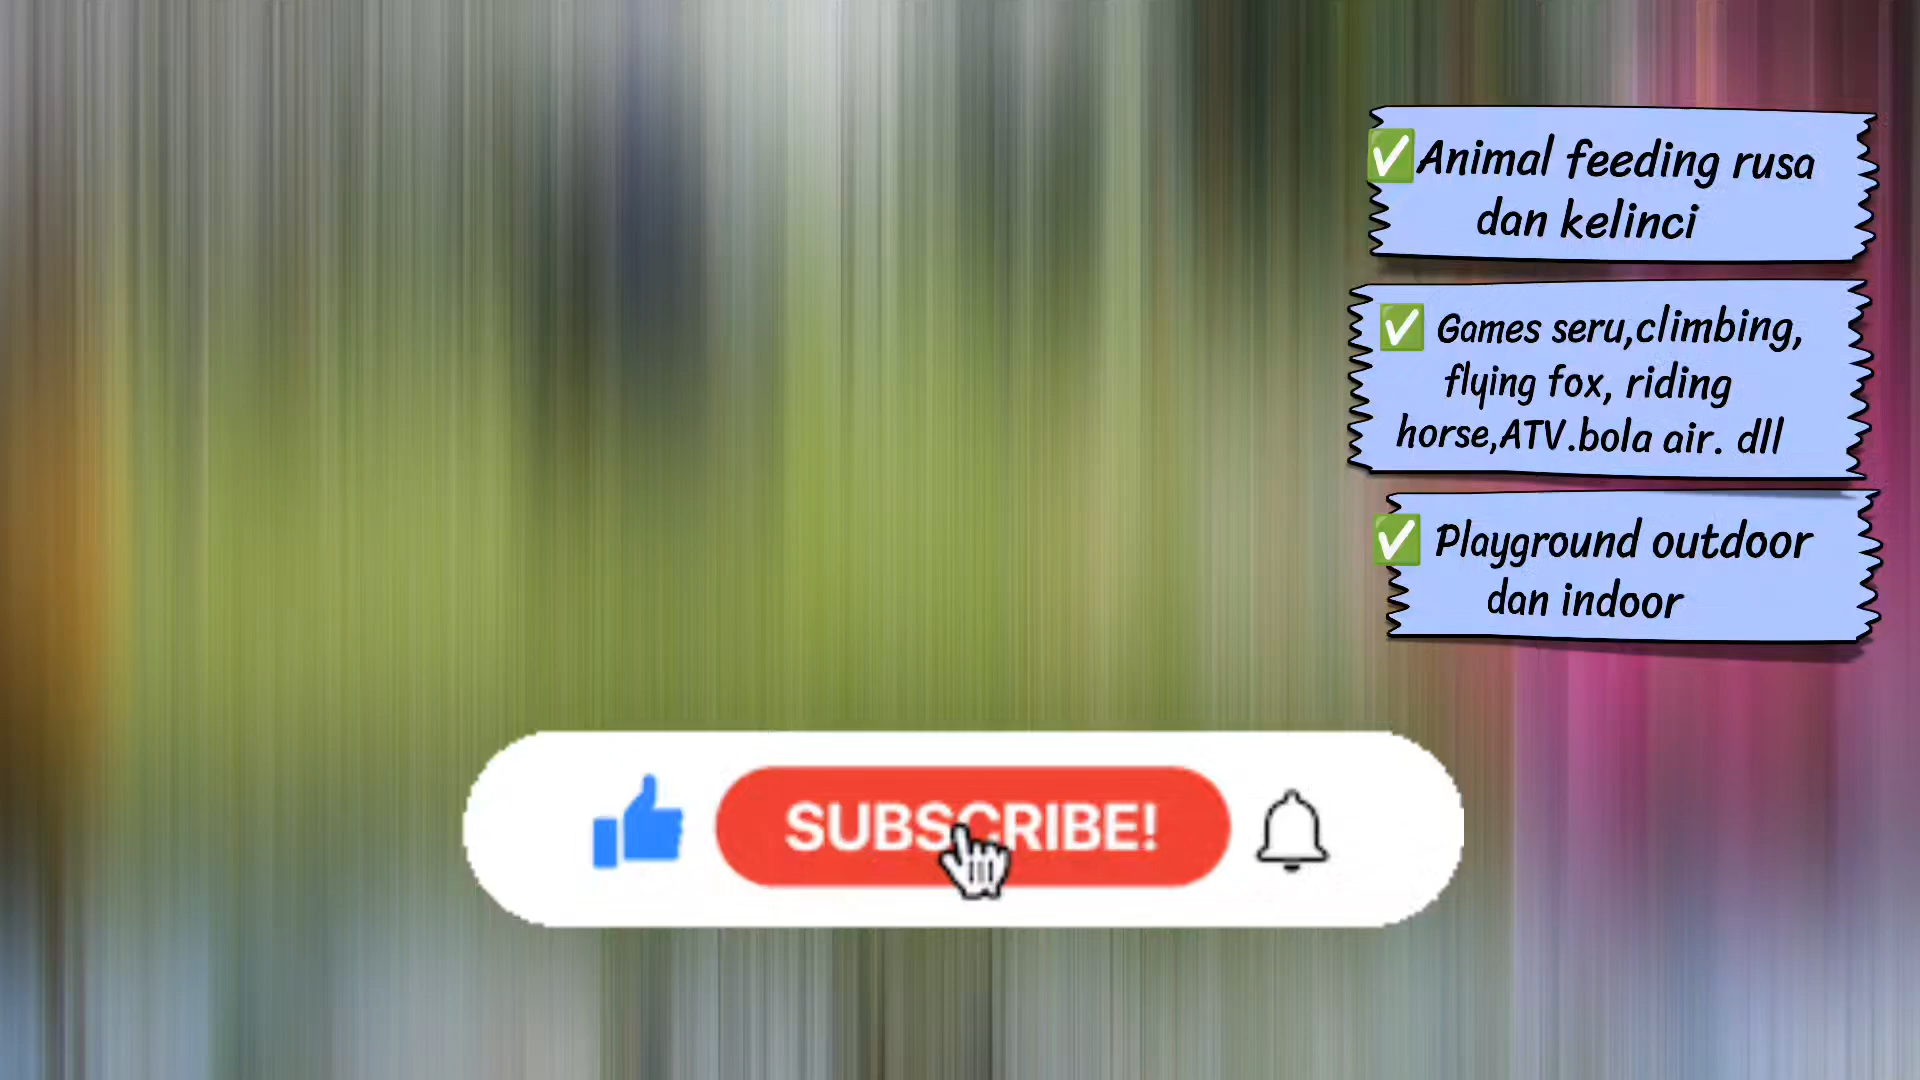 ✅Animal feeding rusa
dan kelinci
✅ Games seru,climbing,
flying fox, riding
horse,ATV.bola air. dll
✅ Playground outdoor
dan indoor
SUBSCRIBE!